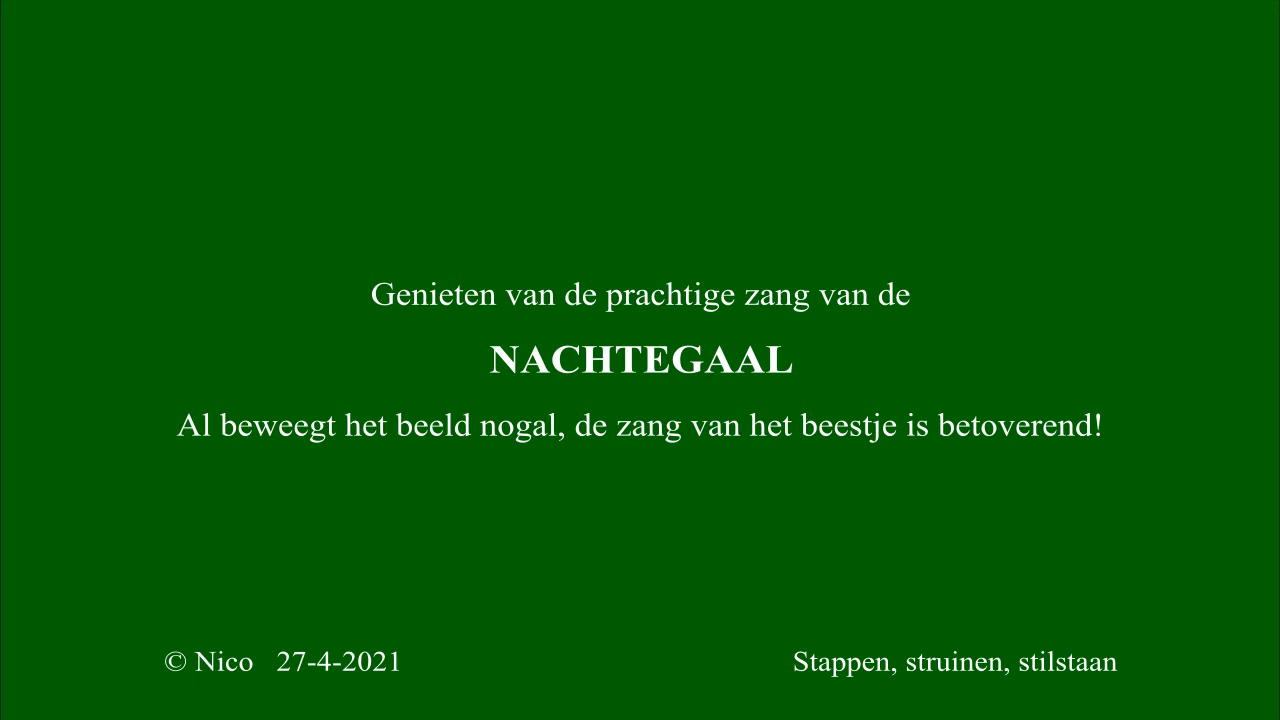 Genieten van de prachtige zang van de
NACHTEGAAL
Al beweegt het beeld nogal, de zang van het beestje is betoverend!
© Nico 27-4-2021
Stappen, struinen, stilstaan